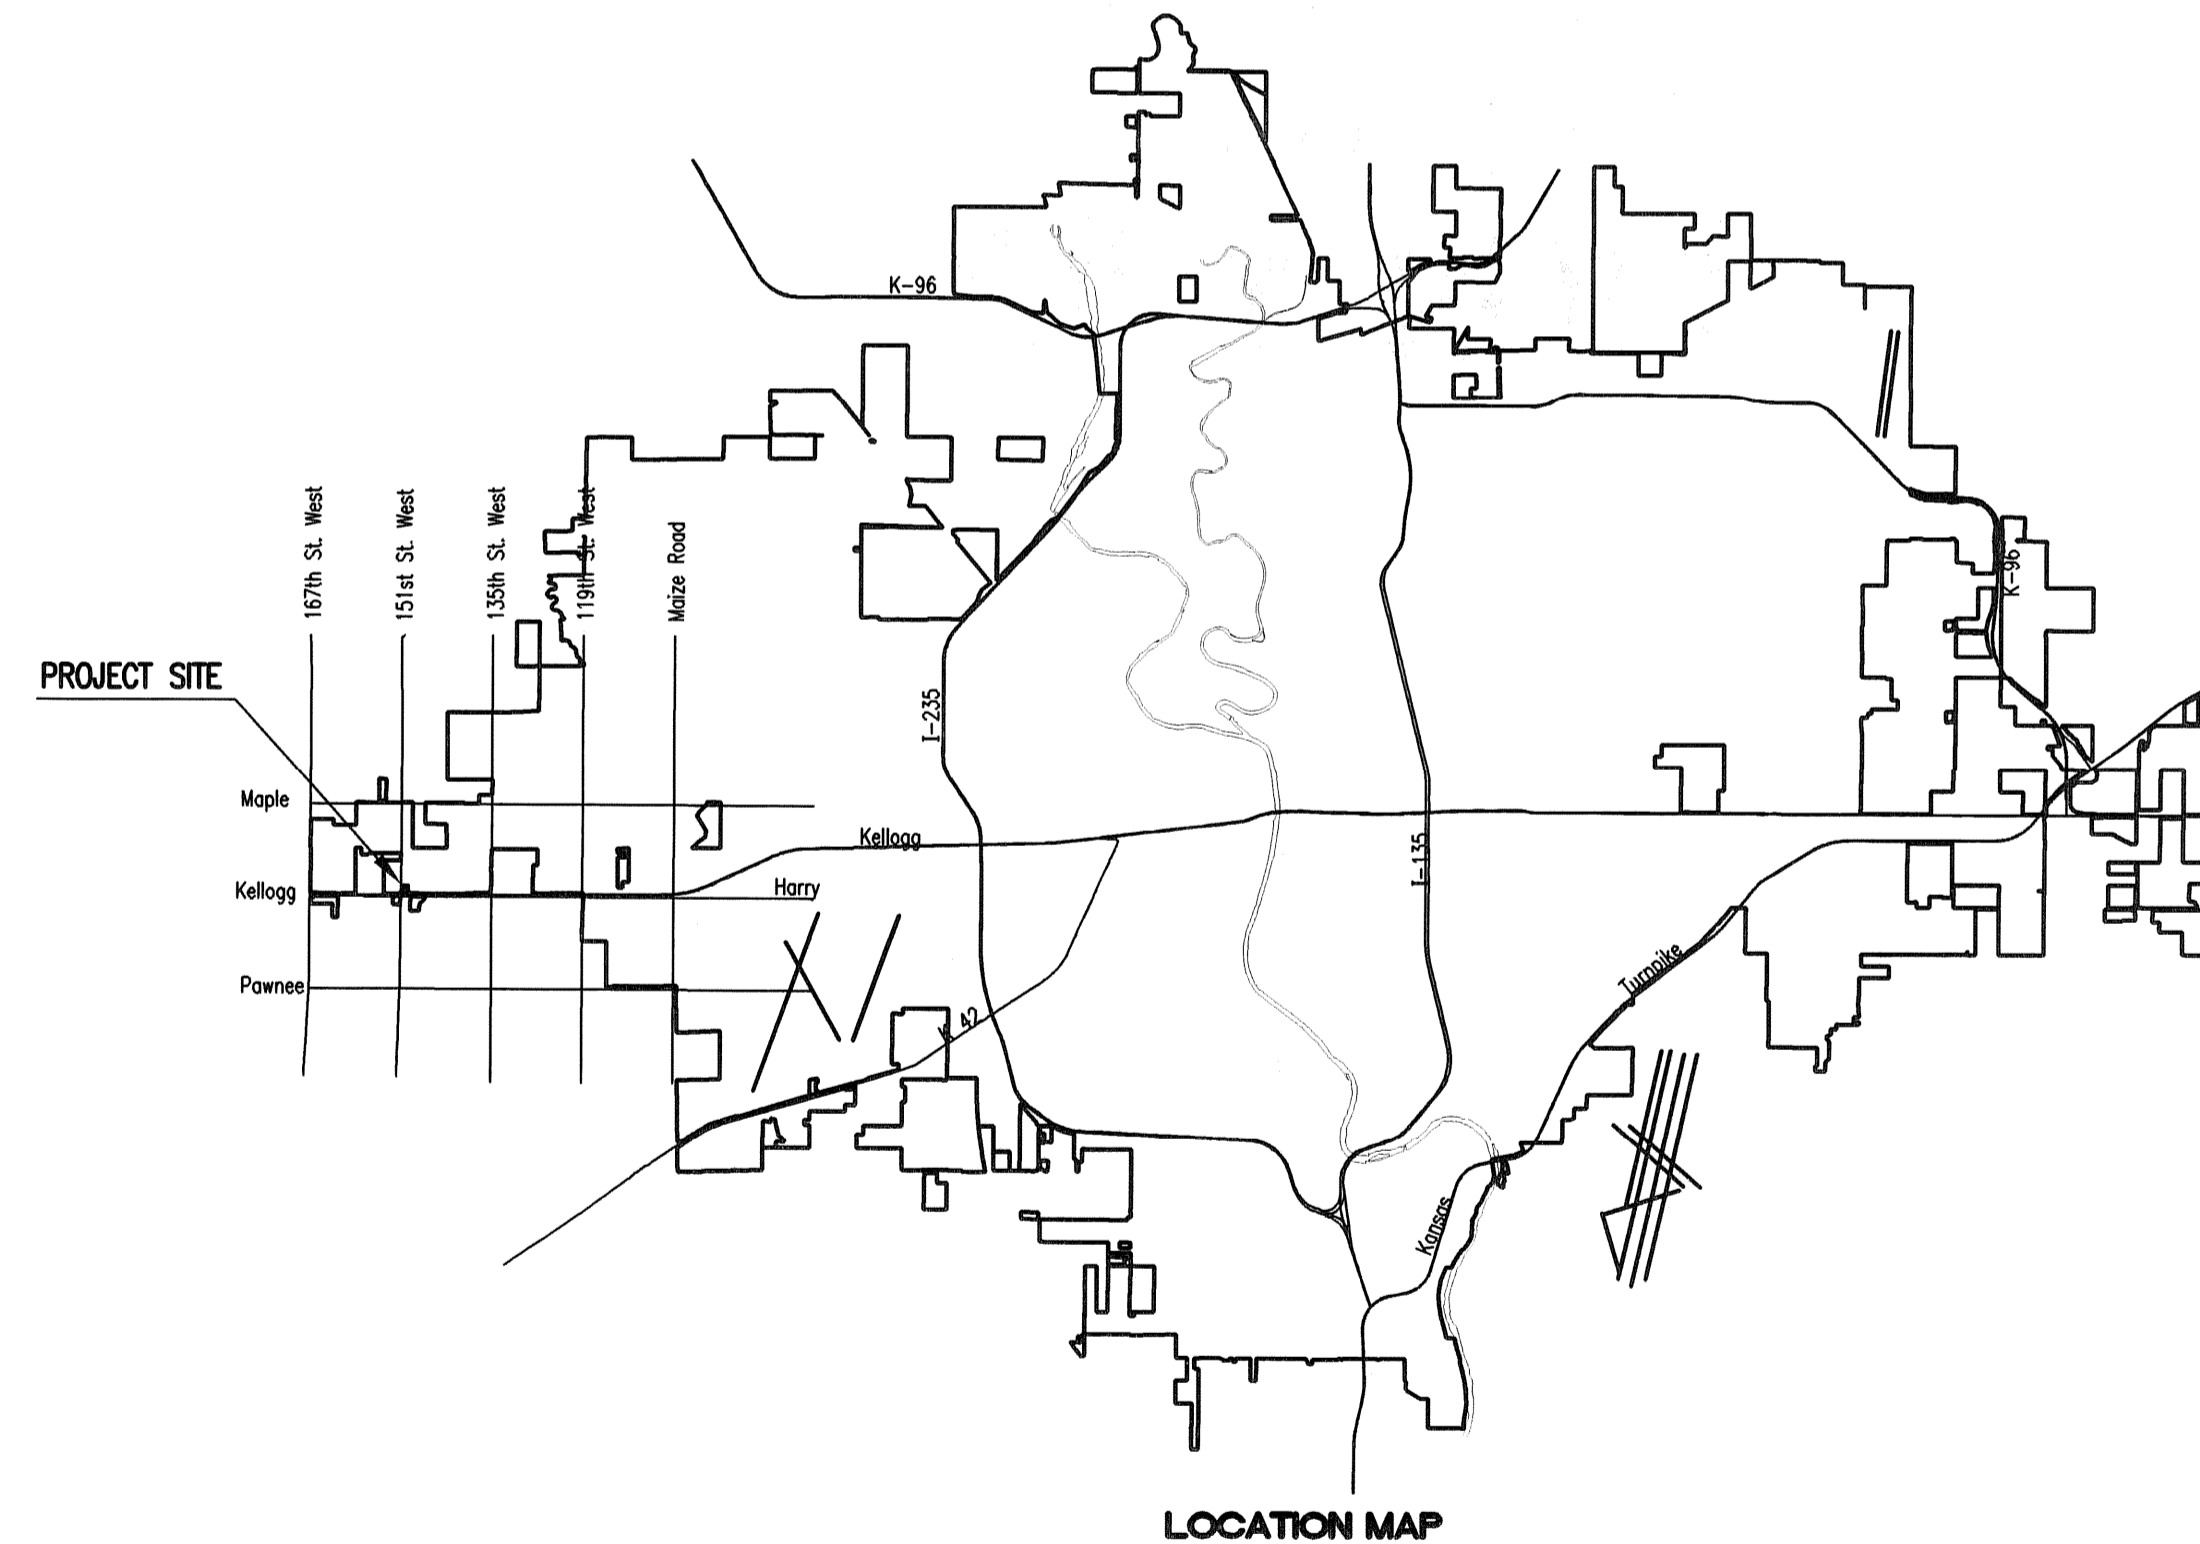 K-96
167th St. West
151st St. West
135th St. West
119th St. West
Maize Road
K-96
PROJECT SITE
I-235
Maple
Kellogg
I-135
Kellogg
Harry
Turnpike
Pawnee
K 42
Kansas
LOCATION MAP